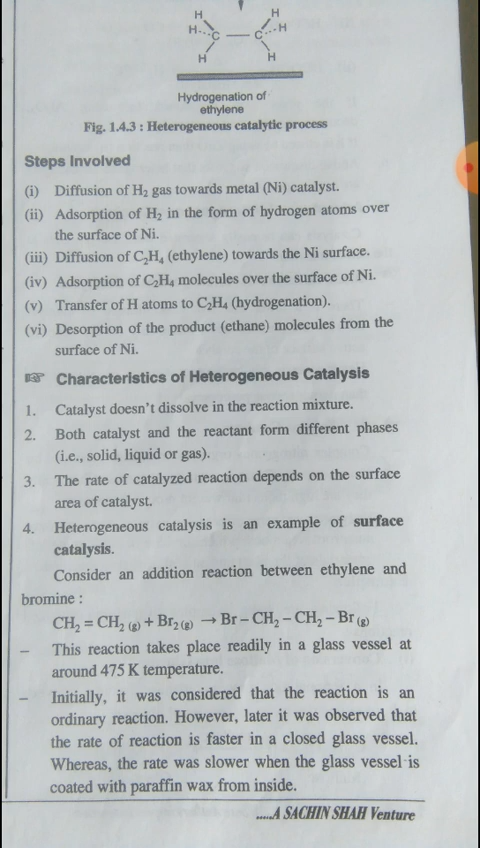 H H
H C — C H
H H
Hydrogenation of
ethylene
Fig. 1.4.3 : Heterogeneous catalytic process
Steps Involved
(i) Diffusion of H₂ gas towards metal (Ni) catalyst.
(ii) Adsorption of H₂ in the form of hydrogen atoms over
the surface of Ni.
(iii) Diffusion of C₂H₄ (ethylene) towards the Ni surface.
(iv) Adsorption of C₂H₄ molecules over the surface of Ni.
(v) Transfer of H atoms to C₂H₄ (hydrogenation).
(vi) Desorption of the product (ethane) molecules from the
surface of Ni.
☞ Characteristics of Heterogeneous Catalysis
1. Catalyst doesn't dissolve in the reaction mixture.
2. Both catalyst and the reactant form different phases
(i.e., solid, liquid or gas).
3. The rate of catalyzed reaction depends on the surface
area of catalyst.
4. Heterogeneous catalysis is an example of surface
catalysis.
Consider an addition reaction between ethylene and
bromine :
CH₂ = CH₂ (g) + Br₂ (g) → Br – CH₂ – CH₂ – Br (g)
– This reaction takes place readily in a glass vessel at
around 475 K temperature.
– Initially, it was considered that the reaction is an
ordinary reaction. However, later it was observed that
the rate of reaction is faster in a closed glass vessel.
Whereas, the rate was slower when the glass vessel is
coated with paraffin wax from inside.
.....A SACHIN SHAH Venture